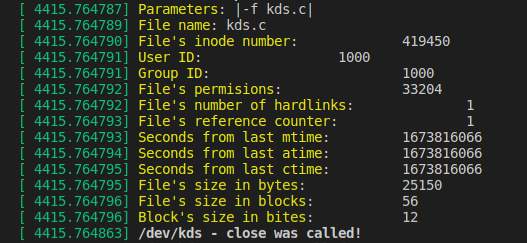 [ 4415.764787] Parameters: |-f kds.c|
[ 4415.764789] File name: kds.c
[ 4415.764790] File's inode number: 419450
[ 4415.764791] User ID: 1000
[ 4415.764791] Group ID: 1000
[ 4415.764792] File's permisions: 33204
[ 4415.764792] File's number of hardlinks: 1
[ 4415.764793] File's reference counter: 1
[ 4415.764793] Seconds from last mtime: 1673816066
[ 4415.764794] Seconds from last atime: 1673816066
[ 4415.764795] Seconds from last ctime: 1673816066
[ 4415.764795] File's size in bytes: 25150
[ 4415.764796] File's size in blocks: 56
[ 4415.764796] Block's size in bites: 12
[ 4415.764863] /dev/kds - close was called!